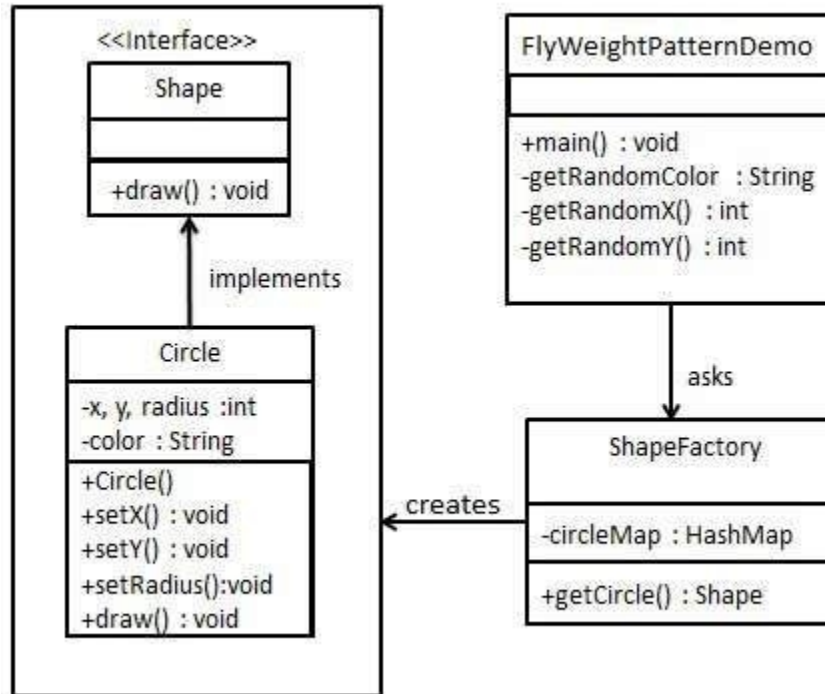 <<Interface>>
Shape
+draw() : void
implements
Circle
-x, y, radius :int
-color : String
+Circle()
+setX() : void
+setY() : void
+setRadius():void
+draw() : void
FlyWeightPatternDemo
+main() : void
-getRandomColor : String
-getRandomX() : int
-getRandomY() : int
asks
ShapeFactory
-circleMap : HashMap
+getCircle() : Shape
creates